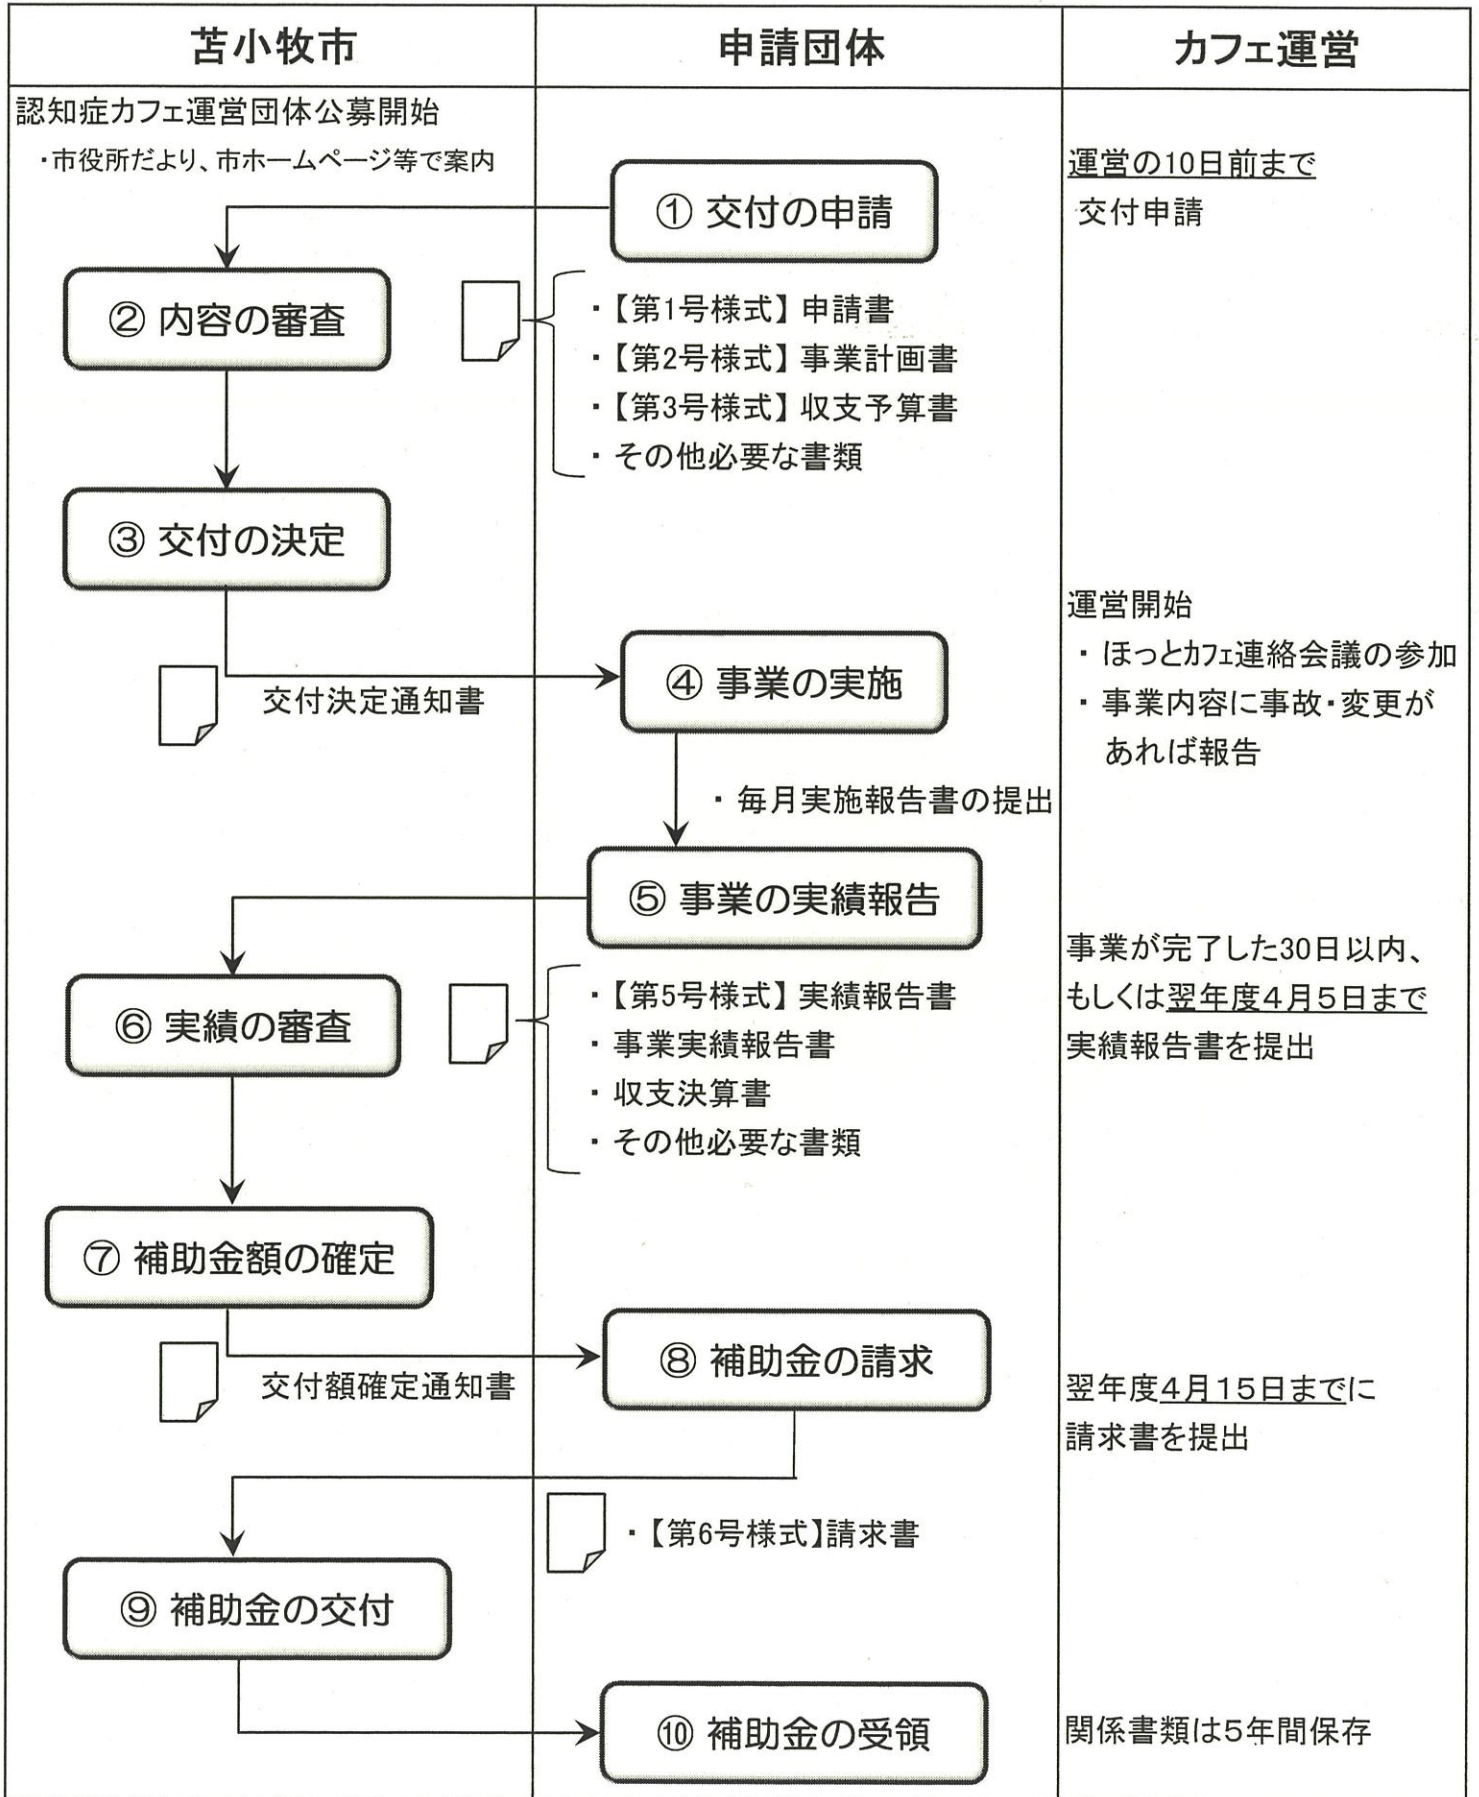 苫小牧市
申請団体
カフェ運営
認知症カフェ運営団体公募開始
・市役所だより、市ホームページ等で案内
① 交付の申請
運営の10日前まで
交付申請
② 内容の審査
・【第1号様式】 申請書
・【第2号様式】 事業計画書
・【第3号様式】 収支予算書
・その他必要な書類
③ 交付の決定
交付決定通知書
④ 事業の実施
運営開始
・ほっとカフェ連絡会議の参加
・事業内容に事故・変更が
あれば報告
・毎月実施報告書の提出
⑤ 事業の実績報告
事業が完了した30日以内、
もしくは翌年度4月5日まで
実績報告書を提出
⑥ 実績の審査
・【第5号様式】 実績報告書
・事業実績報告書
・収支決算書
・その他必要な書類
⑦ 補助金額の確定
交付額確定通知書
⑧ 補助金の請求
翌年度4月15日までに
請求書を提出
・【第6号様式】請求書
⑨ 補助金の交付
⑩ 補助金の受領
関係書類は5年間保存